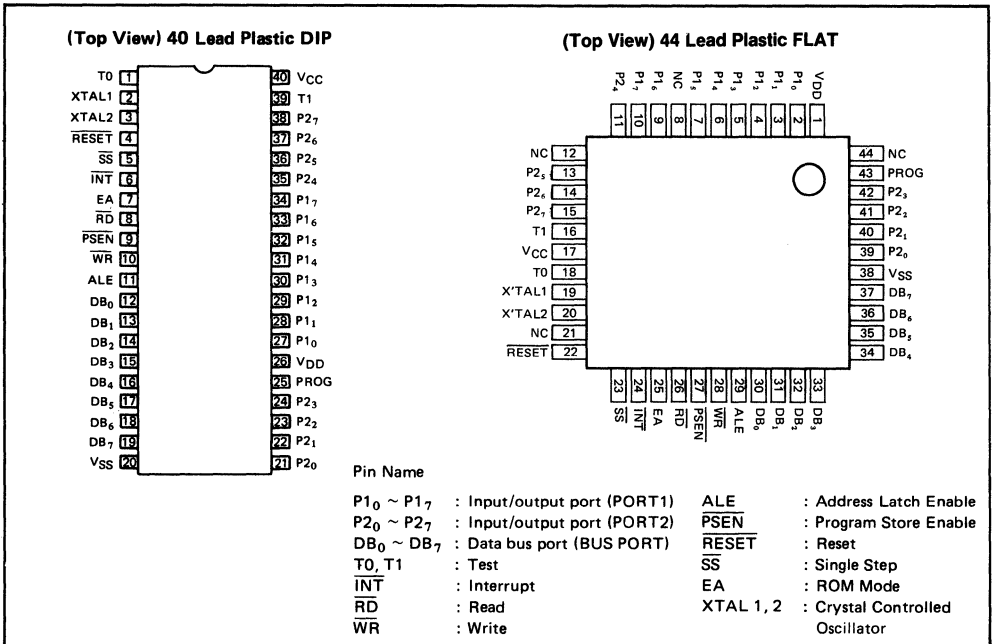 (Top View) 40 Lead Plastic DIP
T0 1
XTAL1 2
XTAL2 3
RESET 4
SS 5
INT 6
EA 7
RD 8
PSEN 9
WR 10
ALE 11
DB0 12
DB1 13
DB2 14
DB3 15
DB4 16
DB5 17
DB6 18
DB7 19
VSS 20
40 VCC
39 T1
38 P27
37 P26
36 P25
35 P24
34 P17
33 P16
32 P15
31 P14
30 P13
29 P12
28 P11
27 P10
26 VDD
25 PROG
24 P23
23 P22
22 P21
21 P20
(Top View) 44 Lead Plastic FLAT
P24 P17 P16 NC P15 P14 P13 P12 P11 P10 VDD
11 10 9 8 7 6 5 4 3 2 1
NC 12
P25 13
P26 14
P27 15
T1 16
VCC 17
T0 18
X'TAL1 19
X'TAL2 20
NC 21
RESET 22
44 NC
43 PROG
42 P23
41 P22
40 P21
39 P20
38 VSS
37 DB7
36 DB6
35 DB5
34 DB4
23 24 25 26 27 28 29 30 31 32 33
SS INT EA RD PSEN WR ALE DB0 DB1 DB2 DB3
Pin Name
P10 ~ P17 : Input/output port (PORT1)
P20 ~ P27 : Input/output port (PORT2)
DB0 ~ DB7 : Data bus port (BUS PORT)
T0, T1 : Test
INT : Interrupt
RD : Read
WR : Write
ALE : Address Latch Enable
PSEN : Program Store Enable
RESET : Reset
SS : Single Step
EA : ROM Mode
XTAL 1, 2 : Crystal Controlled
Oscillator